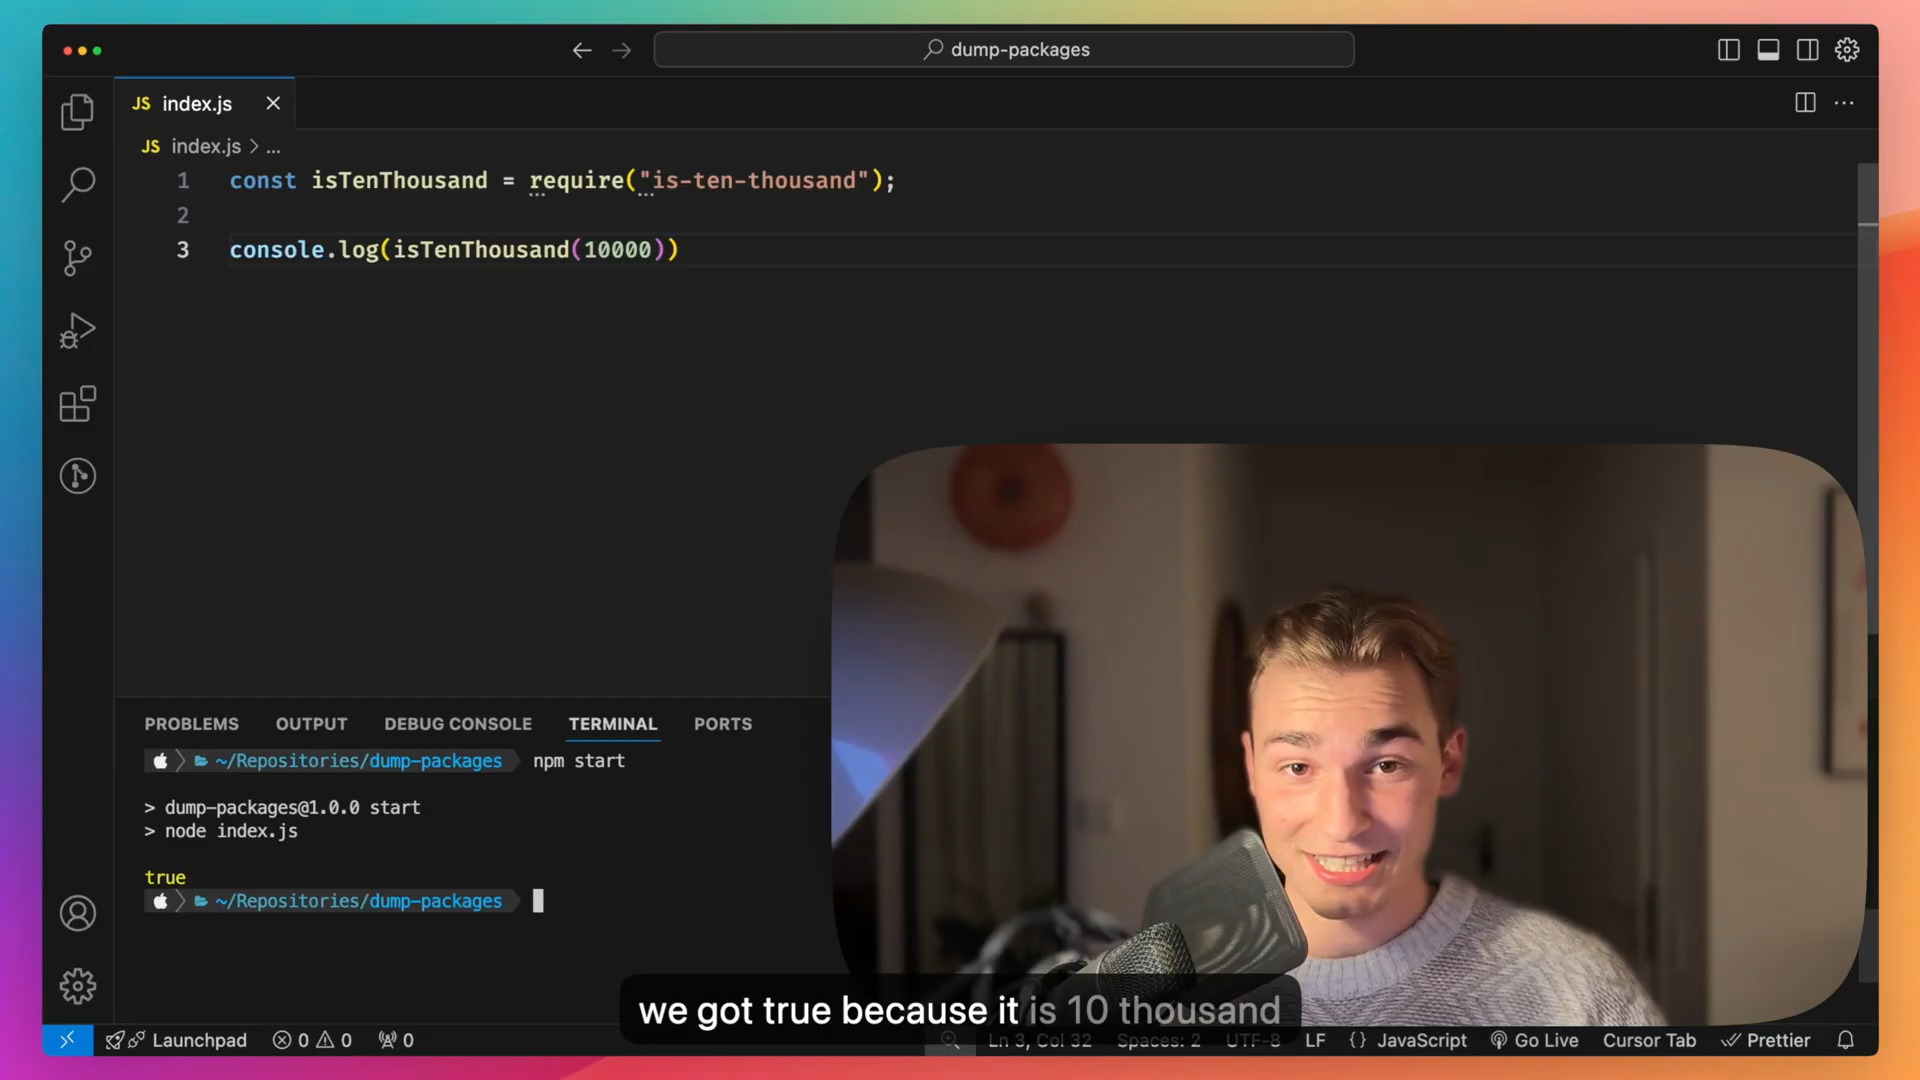 dump-packages
JS index.js
JS index.js > ...
1 const isTenThousand = require("is-ten-thousand");
2
3 console.log(isTenThousand(10000))
PROBLEMS OUTPUT DEBUG CONSOLE TERMINAL PORTS
~/Repositories/dump-packages npm start
> dump-packages@1.0.0 start
> node index.js
true
~/Repositories/dump-packages
we got true because it is 10 thousand
Launchpad 0 0 0 Ln 3, Col 32 Spaces: 2 UTF-8 LF {} JavaScript Go Live Cursor Tab Prettier